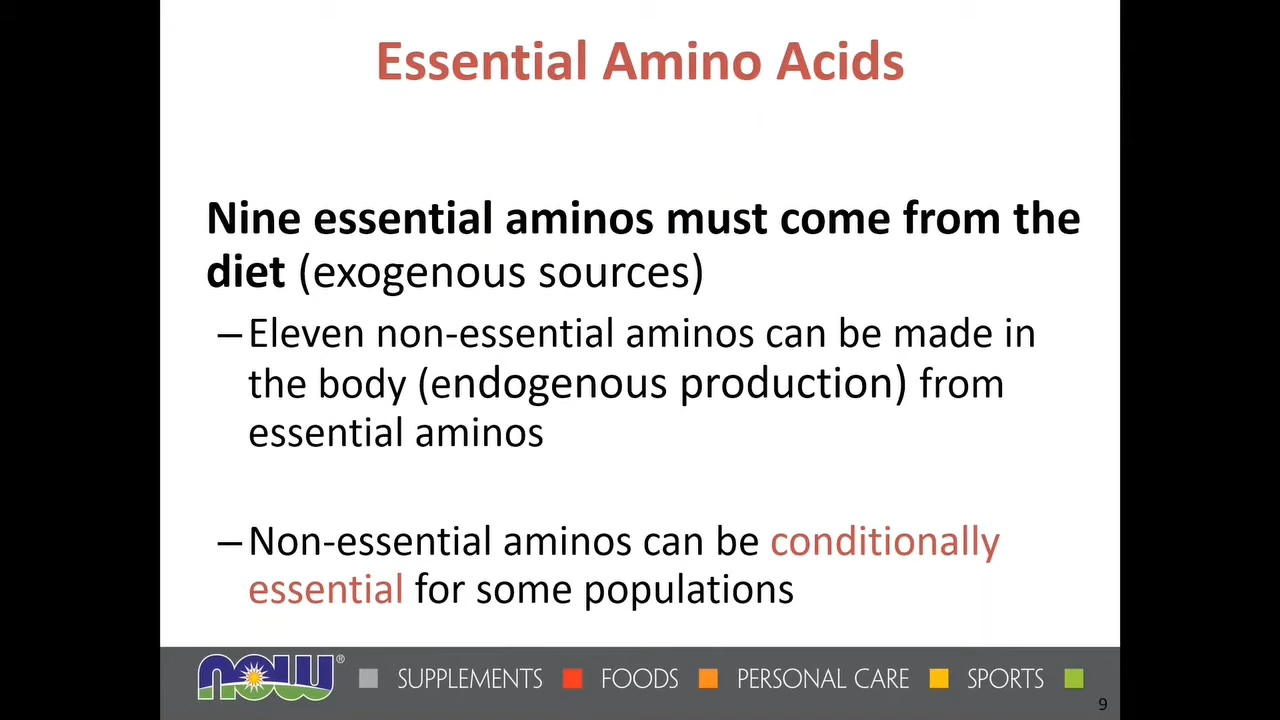 Essential Amino Acids
Nine essential aminos must come from the
diet (exogenous sources)
–Eleven non-essential aminos can be made in
the body (endogenous production) from
essential aminos
–Non-essential aminos can be conditionally
essential for some populations
NOW® SUPPLEMENTS FOODS PERSONAL CARE SPORTS
9